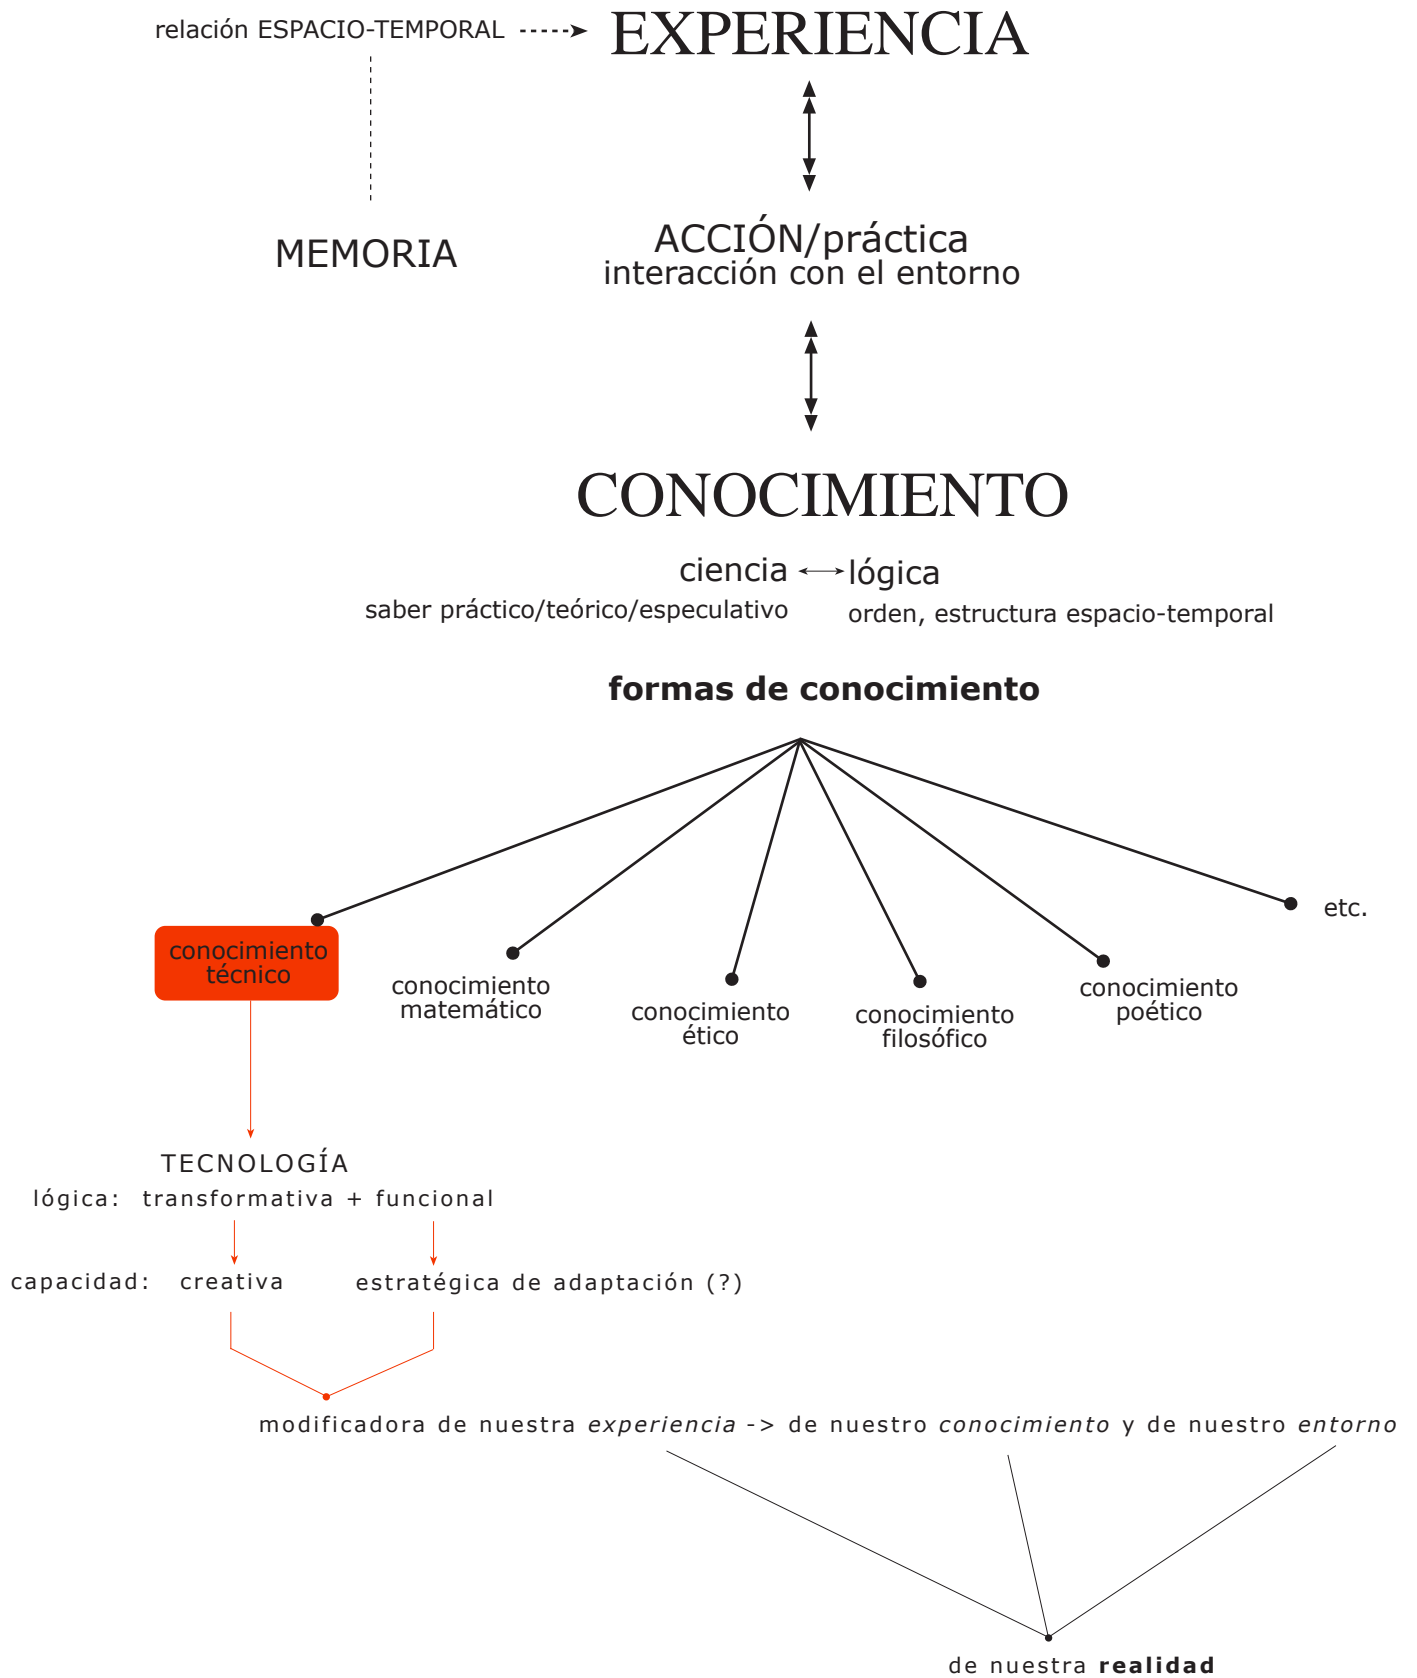 relación ESPACIO-TEMPORAL
EXPERIENCIA
MEMORIA
ACCIÓN/práctica
interacción con el entorno
CONOCIMIENTO
ciencia
lógica
saber práctico/teórico/especulativo
orden, estructura espacio-temporal
formas de conocimiento
conocimiento
técnico
conocimiento
matemático
conocimiento
ético
conocimiento
filosófico
conocimiento
poético
etc.
TECNOLOGÍA
lógica: transformativa + funcional
capacidad: creativa estratégica de adaptación (?)
modificadora de nuestra experiencia -> de nuestro conocimiento y de nuestro entorno
de nuestra realidad